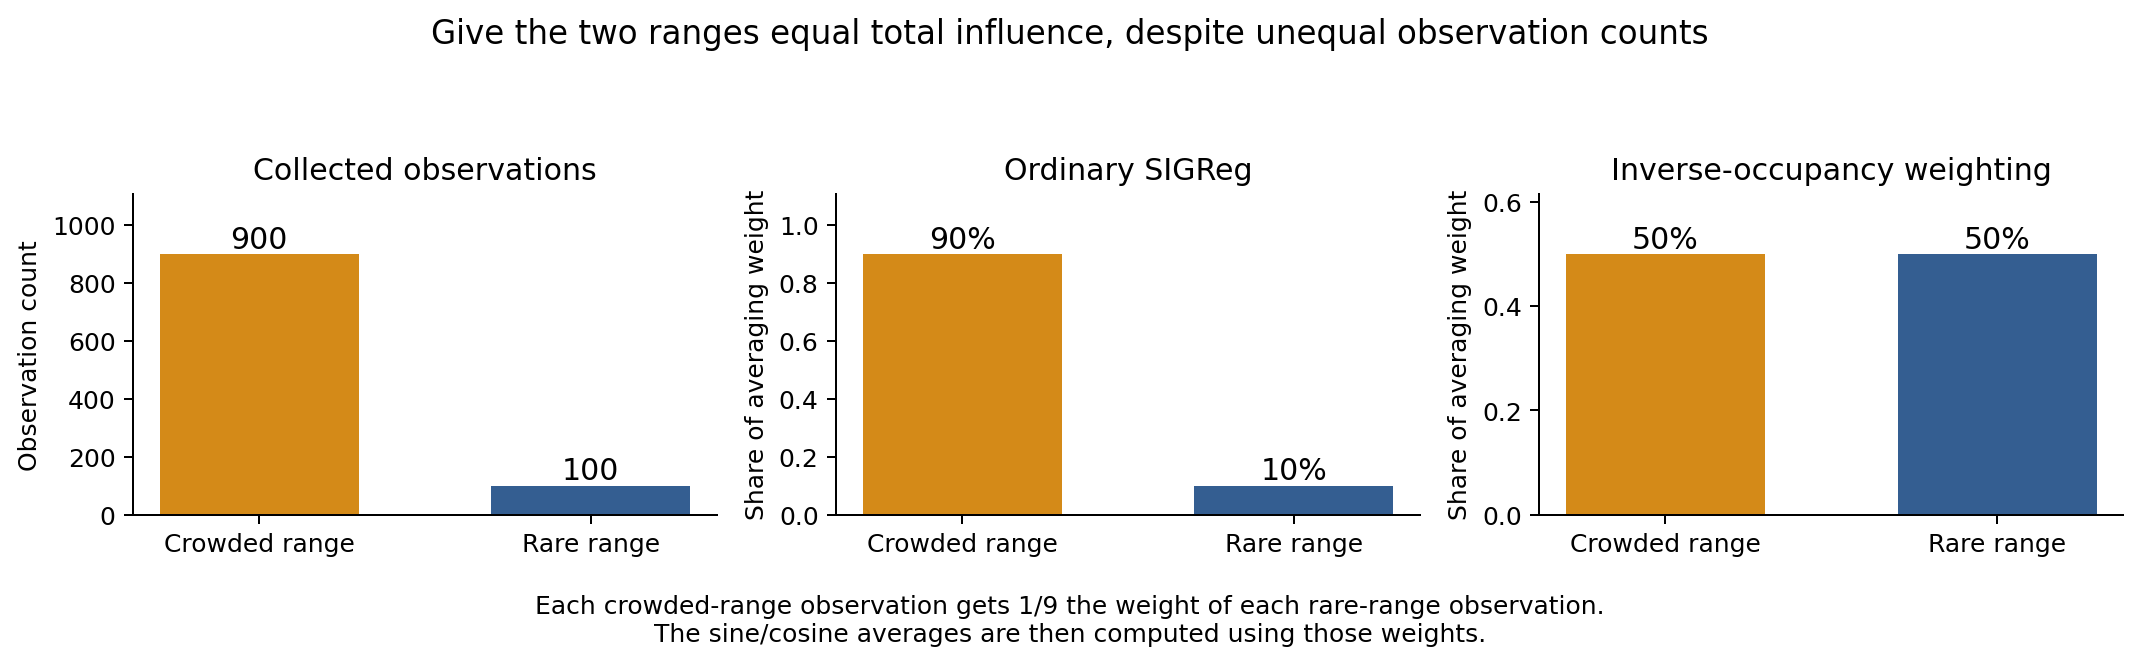 Give the two ranges equal total influence, despite unequal observation counts
Collected observations
Observation count
1000
800
600
400
200
0
900
100
Crowded range
Rare range
Ordinary SIGReg
Share of averaging weight
1.0
0.8
0.6
0.4
0.2
0.0
90%
10%
Crowded range
Rare range
Inverse-occupancy weighting
Share of averaging weight
0.6
0.4
0.2
0.0
50%
50%
Crowded range
Rare range
Each crowded-range observation gets 1/9 the weight of each rare-range observation.
The sine/cosine averages are then computed using those weights.